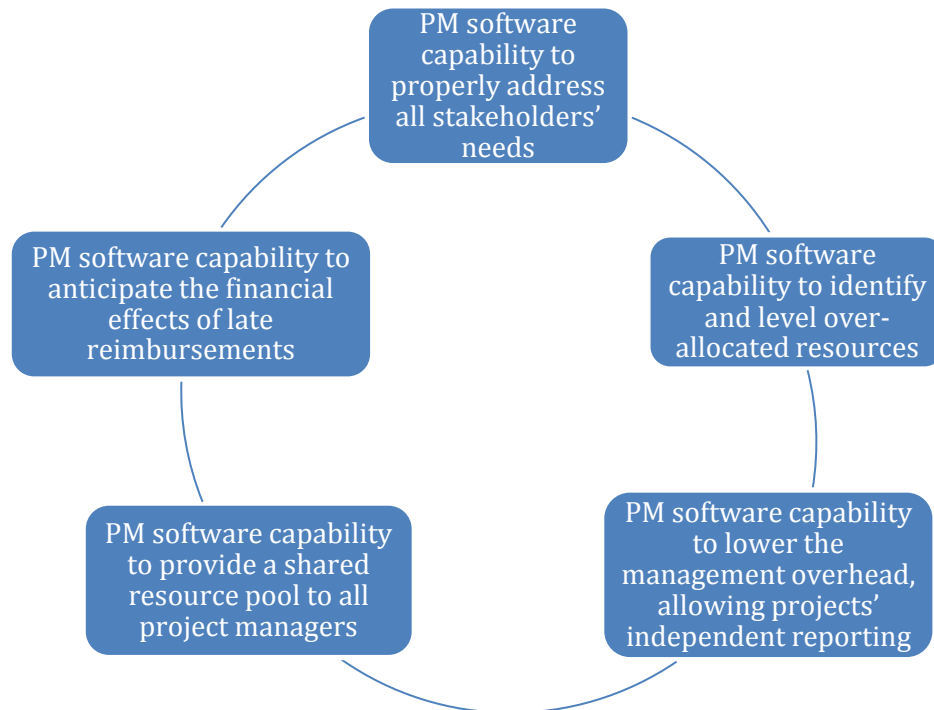 PM software
capability to
properly address
all stakeholders’
needs
PM software
capability to identify
and level over-
allocated resources
PM software capability
to lower the
management overhead,
allowing projects’
independent reporting
PM software capability
to provide a shared
resource pool to all
project managers
PM software capability to
anticipate the financial
effects of late
reimbursements